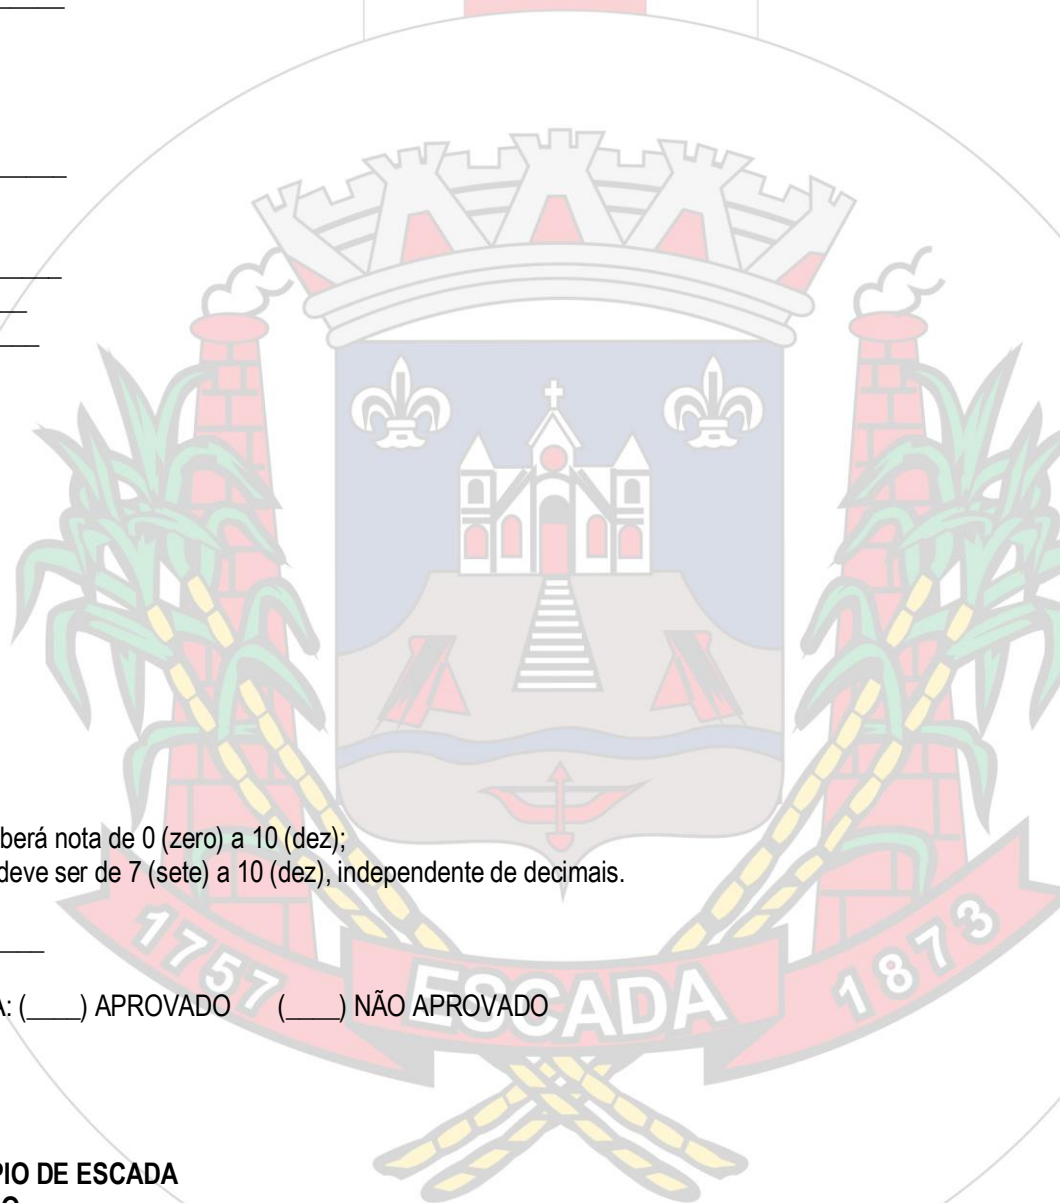 berá nota de 0 (zero) a 10 (dez);
deve ser de 7 (sete) a 10 (dez), independente de decimais.
1757 ESCADA 1873
A: (____) APROVADO (____) NÃO APROVADO
PIO DE ESCADA